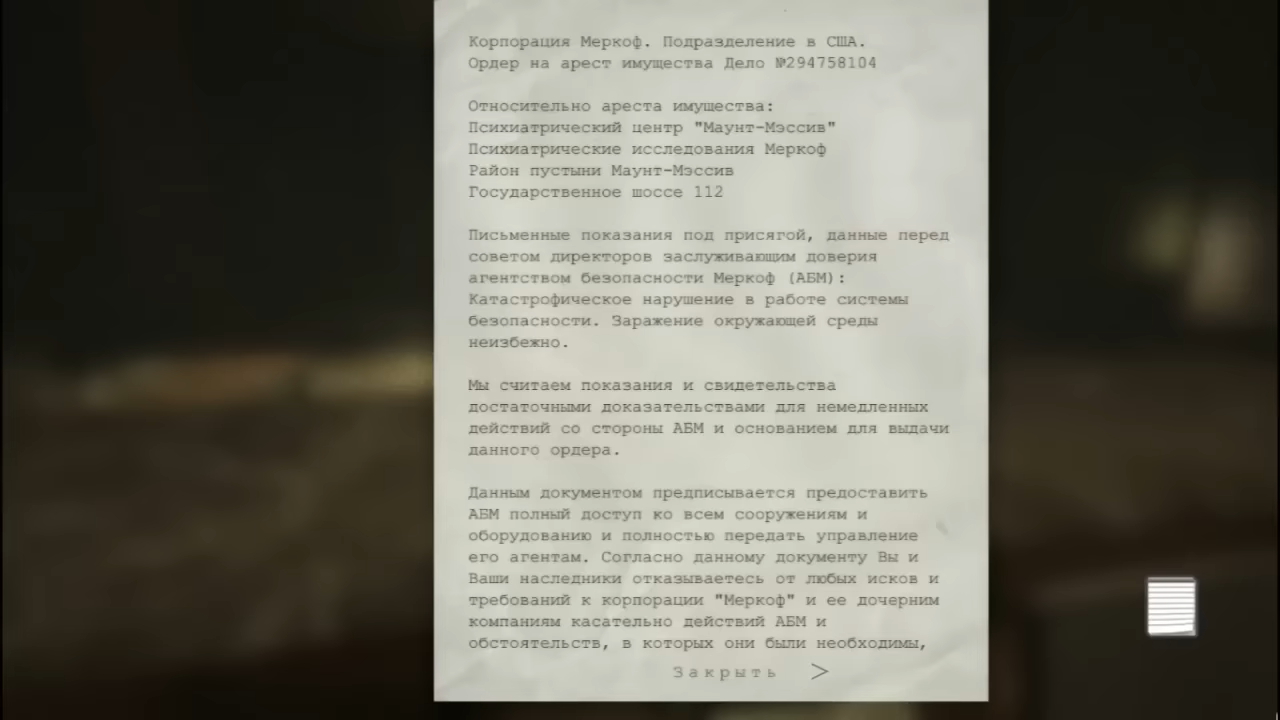 Корпорация Меркоф. Подразделение в США.
Ордер на арест имущества Дело №294758104
Относительно ареста имущества:
Психиатрический центр "Маунт-Мэссив"
Психиатрические исследования Меркоф
Район пустыни Маунт-Мэссив
Государственное шоссе 112
Письменные показания под присягой, данные перед
советом директоров заслуживающим доверия
агентством безопасности Меркоф (АБМ):
Катастрофическое нарушение в работе системы
безопасности. Заражение окружающей среды
неизбежно.
Мы считаем показания и свидетельства
достаточными доказательствами для немедленных
действий со стороны АБМ и основанием для выдачи
данного ордера.
Данным документом предписывается предоставить
АБМ полный доступ ко всем сооружениям и
оборудованию и полностью передать управление
его агентам. Согласно данному документу Вы и
Ваши наследники отказываетесь от любых исков и
требований к корпорации "Меркоф" и ее дочерним
компаниям касательно действий АБМ и
обстоятельств, в которых они были необходимы,
Закрыть >